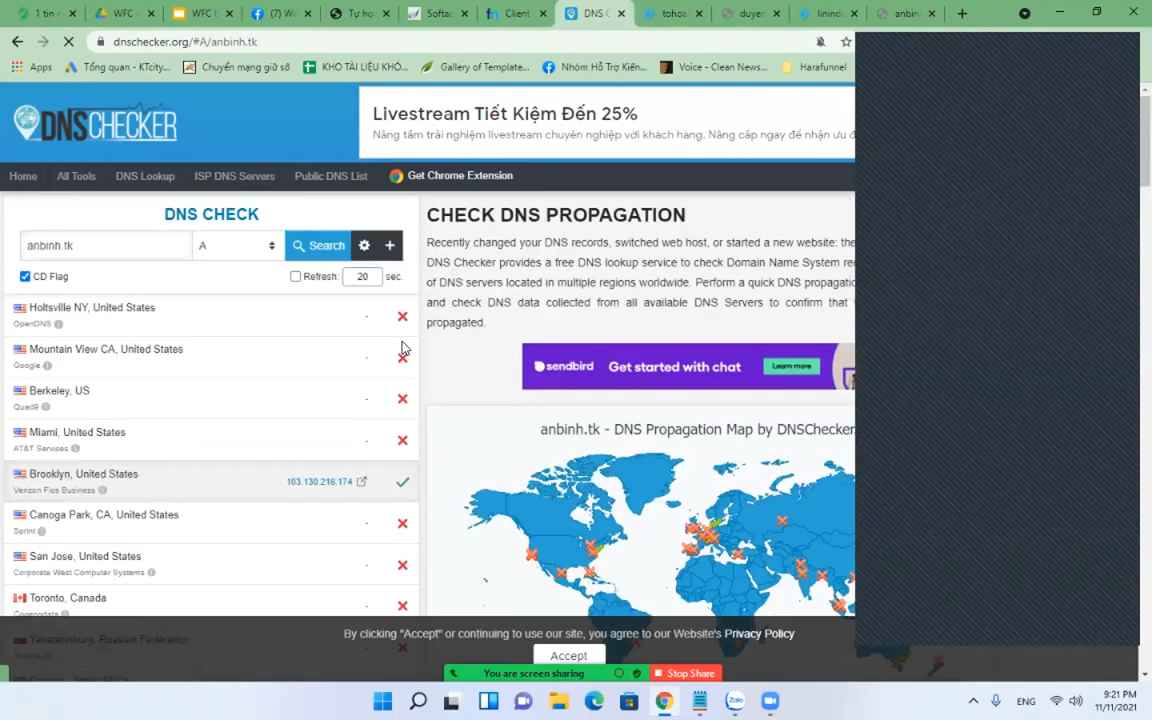 1 tin n
WFC
WFC b
(7) Wo
Tự họ
Softac
Client
DNS C
tohoa
duyen
linind
anbin
dnschecker.org/#A/anbinh.tk
Apps
Tổng quan - KTcity...
Chuyển mạng giữ số
KHO TÀI LIỆU KHÓ...
Gallery of Template...
Nhóm Hỗ Trợ Kiến...
Voice - Clean News...
Harafunnel
DNSCHECKER
Livestream Tiết Kiệm Đến 25%
Nâng tầm trải nghiệm livestream chuyên nghiệp với khách hàng. Nâng cấp ngay để nhận ưu đ
Home
All Tools
DNS Lookup
ISP DNS Servers
Public DNS List
Get Chrome Extension
DNS CHECK
anbinh.tk
A
Search
+
CD Flag
Refresh: 20 sec.
Holtsville NY, United States
OpenDNS
-
Mountain View CA, United States
Google
-
Berkeley, US
Quad9
-
Miami, United States
AT&T Services
-
Brooklyn, United States
Verizon Fios Business
103.130.216.174
Canoga Park, CA, United States
Sprint
-
San Jose, United States
Corporate West Computer Systems
-
Toronto, Canada
-
Yekaterinburg, Russian Federation
CHECK DNS PROPAGATION
Recently changed your DNS records, switched web host, or started a new website: the
DNS Checker provides a free DNS lookup service to check Domain Name System re
of DNS servers located in multiple regions worldwide. Perform a quick DNS propagatio
and check DNS data collected from all available DNS Servers to confirm that
propagated.
sendbird
Get started with chat
Learn more
anbinh.tk - DNS Propagation Map by DNSChecker
By clicking "Accept" or continuing to use our site, you agree to our Website's Privacy Policy
Accept
You are screen sharing
Stop Share
Zalo
ENG
9:21 PM
11/11/2021